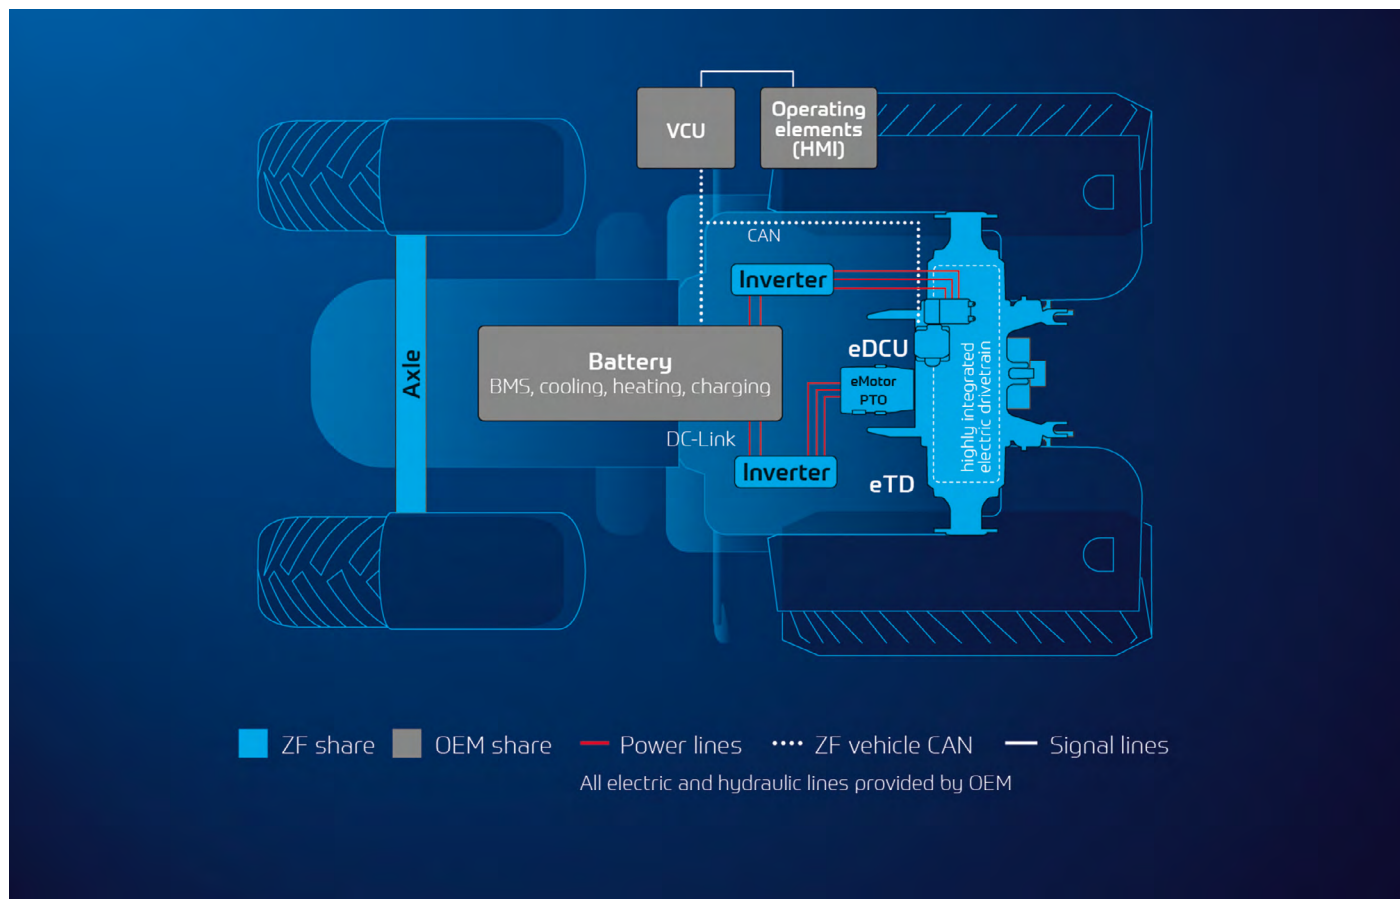 VCU
Operating
elements
(HMI)
CAN
Inverter
Axle
Battery
BMS, cooling, heating, charging
eDCU
eMotor
PTO
highly integrated
electric drivetrain
DC-Link
Inverter
eTD
ZF share
OEM share
Power lines
ZF vehicle CAN
Signal lines
All electric and hydraulic lines provided by OEM